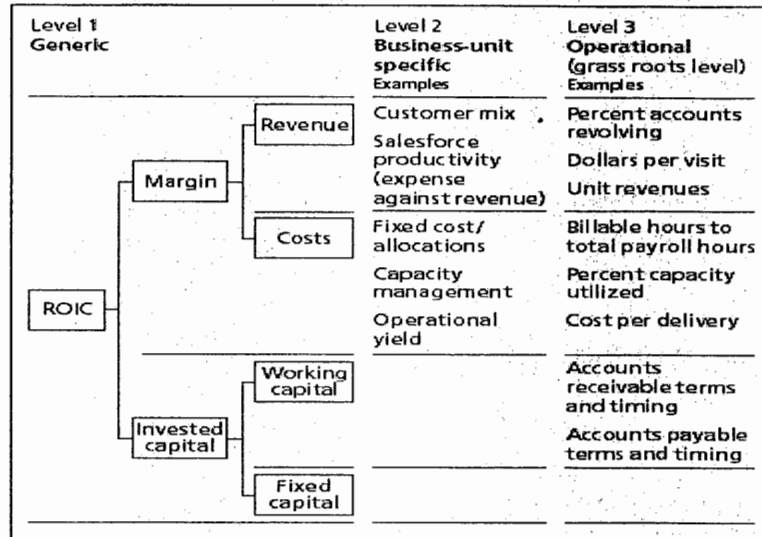 Level 1
Generic
Level 2
Business-unit
specific
Examples
Level 3
Operational
(grass roots level)
Examples
ROIC
Margin
Revenue
Customer mix
Salesforce
productivity
(expense
against revenue)
Percent accounts
revolving
Dollars per visit
Unit revenues
Costs
Fixed cost/
allocations
Capacity
management
Operational
yield
Billable hours to
total payroll hours
Percent capacity
utilized
Cost per delivery
Invested
capital
Working
capital
Accounts
receivable terms
and timing
Accounts payable
terms and timing
Fixed
capital